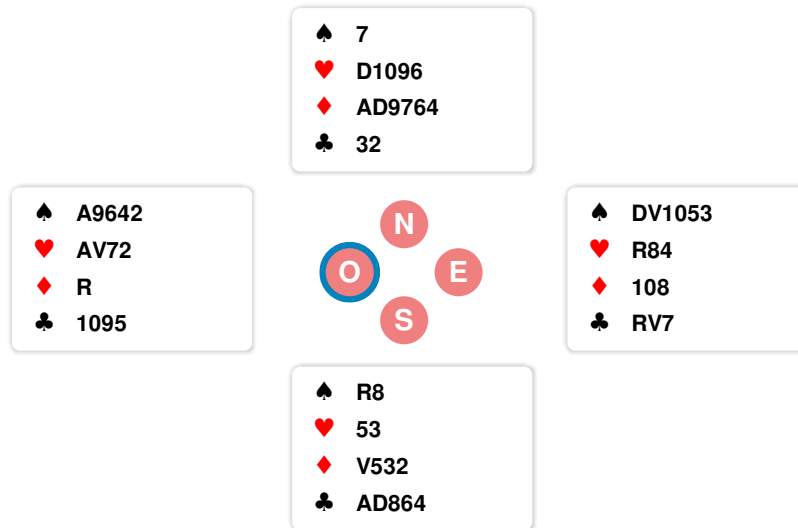 ♠ 7
♥ D1096
♦ AD9764
♣ 32
♠ A9642
♥ AV72
♦ R
♣ 1095
N
O E
S
♠ DV1053
♥ R84
♦ 108
♣ RV7
♠ R8
♥ 53
♦ V532
♣ AD864